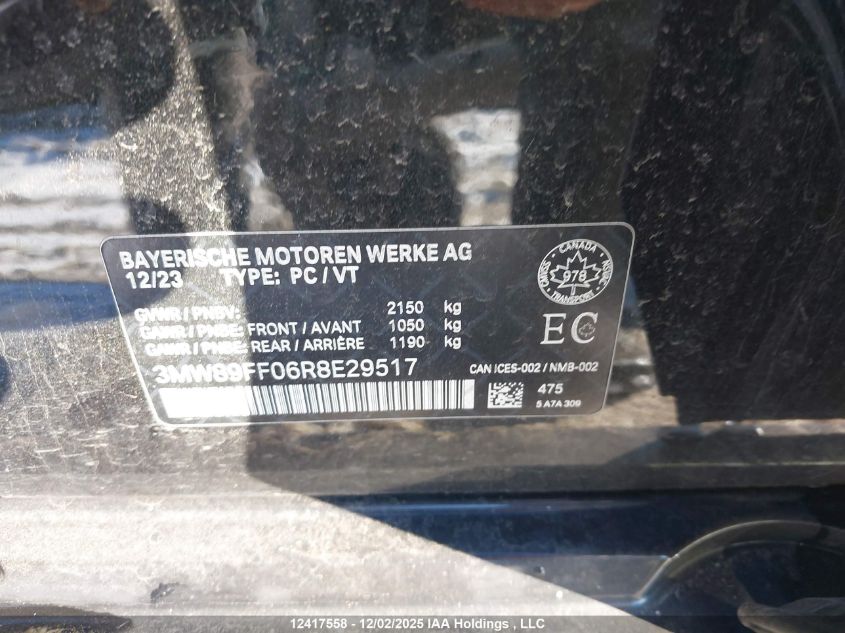 BAYERISCHE MOTOREN WERKE AG
12/23 TYPE: PC / VT
GVWR / PNBV: 2150 kg
GAWR / PNBE: FRONT / AVANT 1050 kg
GAWR / PNBE: REAR / ARRIÈRE 1190 kg
3MW89FF06R8E29517
CANADA
978
TRANSPORT
EC
CAN ICES-002 / NMB-002
475
5 A7A 309
12417558 - 12/02/2025 IAA Holdings , LLC